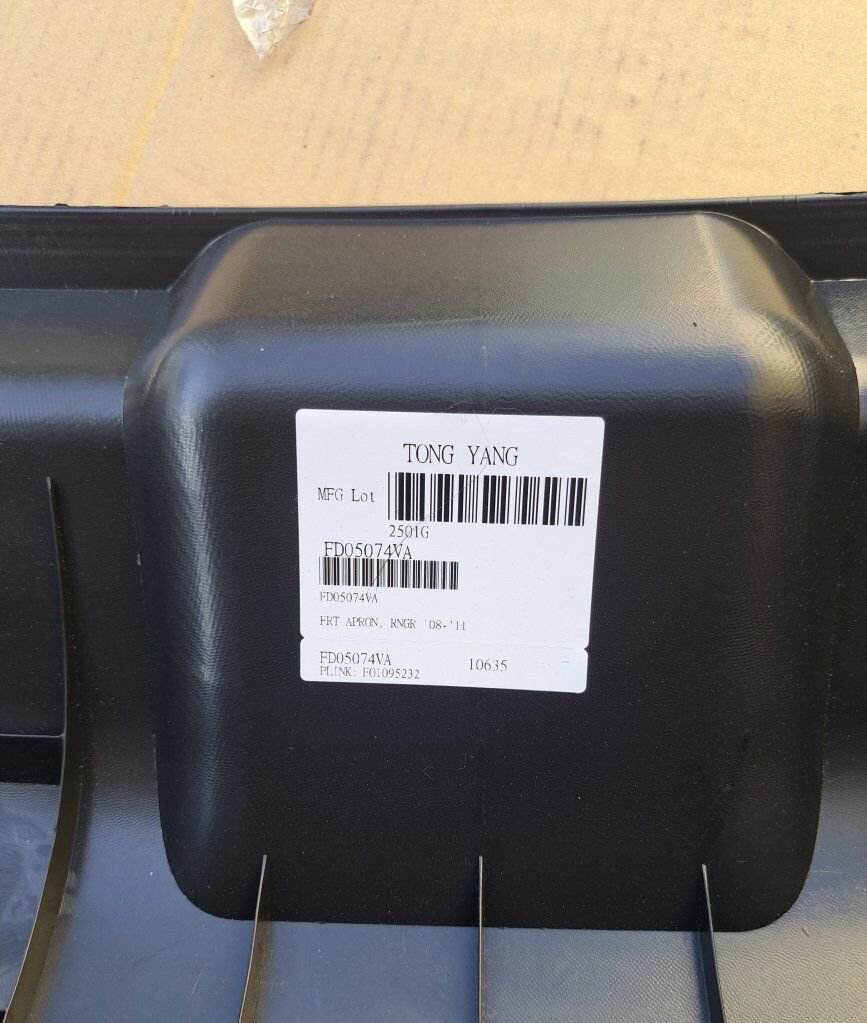 TONG YANG
MFG Lot
2501G
FD05074VA
FD05074VA
FRT APRON, RNGR '08-'11
FD05074VA 10635
PLINK: FO1095232